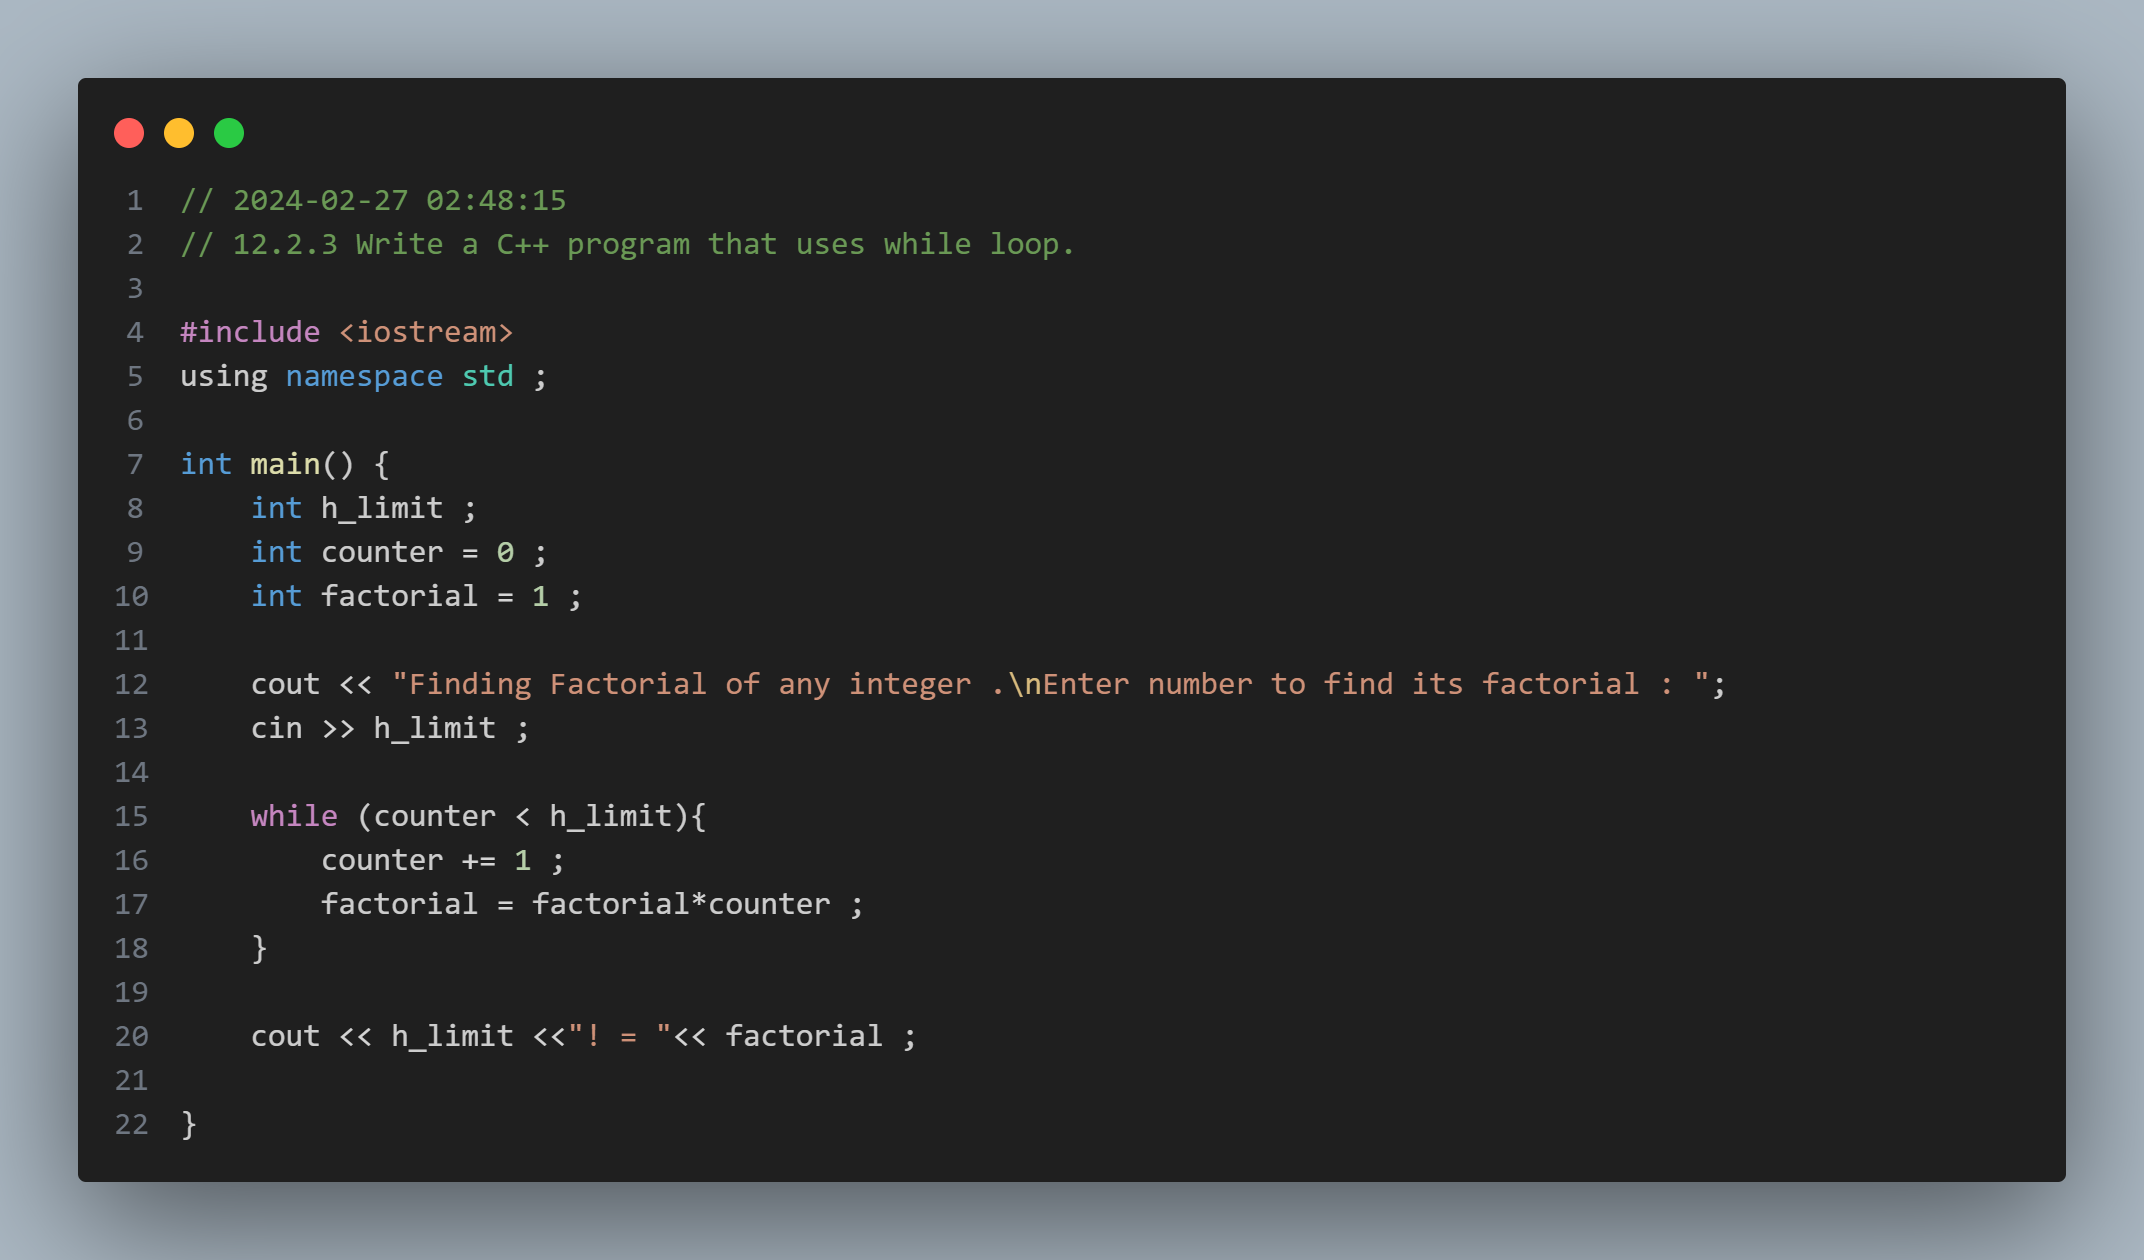 1 // 2024-02-27 02:48:15
2 // 12.2.3 Write a C++ program that uses while loop.
3
4 #include <iostream>
5 using namespace std ;
6
7 int main() {
8     int h_limit ;
9     int counter = 0 ;
10     int factorial = 1 ;
11
12     cout << "Finding Factorial of any integer .\nEnter number to find its factorial : ";
13     cin >> h_limit ;
14
15     while (counter < h_limit){
16         counter += 1 ;
17         factorial = factorial*counter ;
18     }
19
20     cout << h_limit <<"! = "<< factorial ;
21
22 }